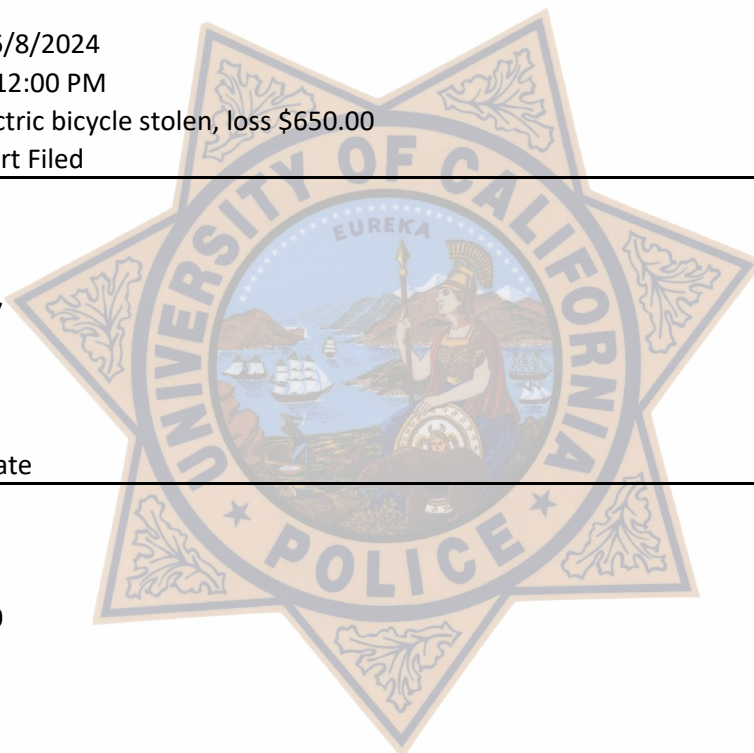 /8/2024
12:00 PM
ctric bicycle stolen, loss $650.00
rt Filed
EUREKA
UNIVERSITY OF CALIFORNIA
ate
POLICE